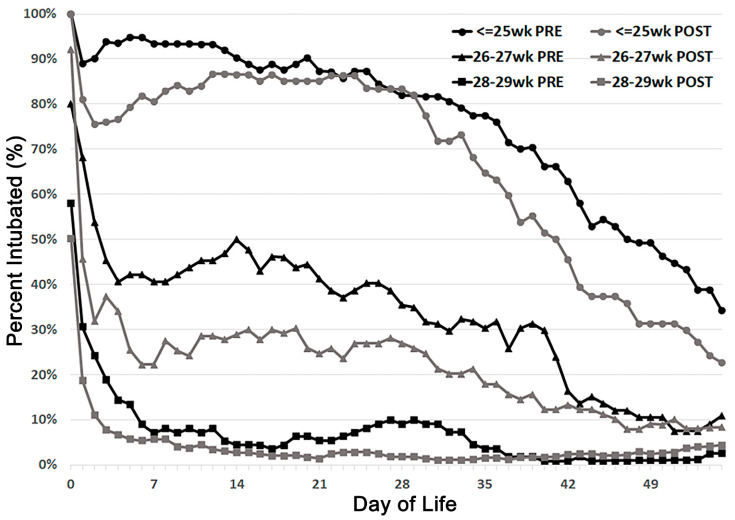 100%
90%
80%
70%
60%
50%
40%
30%
20%
10%
0%
Percent Intubated (%)
<=25wk PRE <=25wk POST
26-27wk PRE 26-27wk POST
28-29wk PRE 28-29wk POST
0 7 14 21 28 35 42 49
Day of Life